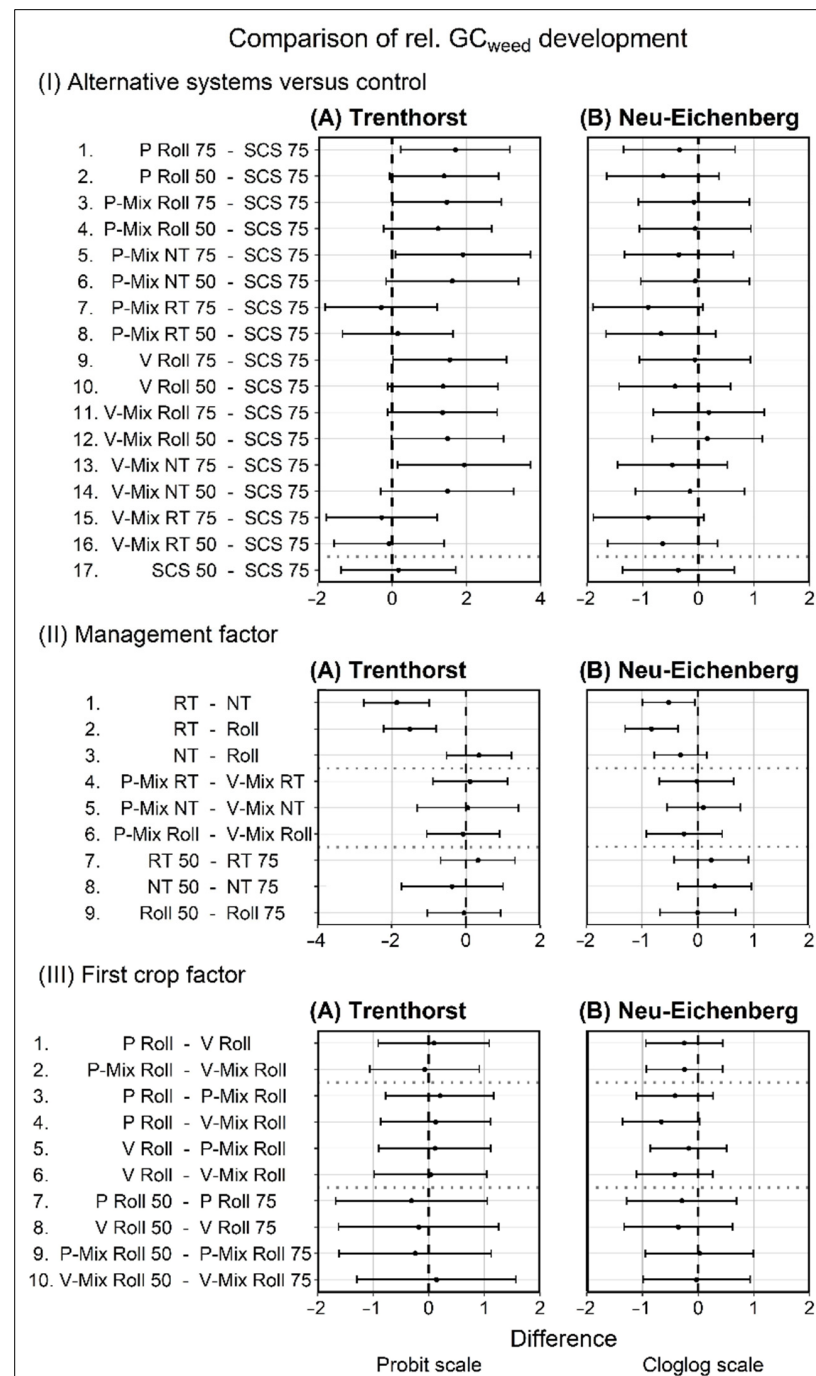 Comparison of rel. GCweed development
(I) Alternative systems versus control
(A) Trenthorst (B) Neu-Eichenberg
1. P Roll 75 - SCS 75
2. P Roll 50 - SCS 75
3. P-Mix Roll 75 - SCS 75
4. P-Mix Roll 50 - SCS 75
5. P-Mix NT 75 - SCS 75
6. P-Mix NT 50 - SCS 75
7. P-Mix RT 75 - SCS 75
8. P-Mix RT 50 - SCS 75
9. V Roll 75 - SCS 75
10. V Roll 50 - SCS 75
11. V-Mix Roll 75 - SCS 75
12. V-Mix Roll 50 - SCS 75
13. V-Mix NT 75 - SCS 75
14. V-Mix NT 50 - SCS 75
15. V-Mix RT 75 - SCS 75
16. V-Mix RT 50 - SCS 75
17. SCS 50 - SCS 75
−2 0 2 4 −2 −1 0 1 2
(II) Management factor
(A) Trenthorst (B) Neu-Eichenberg
1. RT - NT
2. RT - Roll
3. NT - Roll
4. P-Mix RT - V-Mix RT
5. P-Mix NT - V-Mix NT
6. P-Mix Roll - V-Mix Roll
7. RT 50 - RT 75
8. NT 50 - NT 75
9. Roll 50 - Roll 75
−4 −2 0 2 −2 −1 0 1 2
(III) First crop factor
(A) Trenthorst (B) Neu-Eichenberg
1. P Roll - V Roll
2. P-Mix Roll - V-Mix Roll
3. P Roll - P-Mix Roll
4. P Roll - V-Mix Roll
5. V Roll - P-Mix Roll
6. V Roll - V-Mix Roll
7. P Roll 50 - P Roll 75
8. V Roll 50 - V Roll 75
9. P-Mix Roll 50 - P-Mix Roll 75
10. V-Mix Roll 50 - V-Mix Roll 75
−2 −1 0 1 2 −2 −1 0 1 2
Difference
Probit scale Cloglog scale